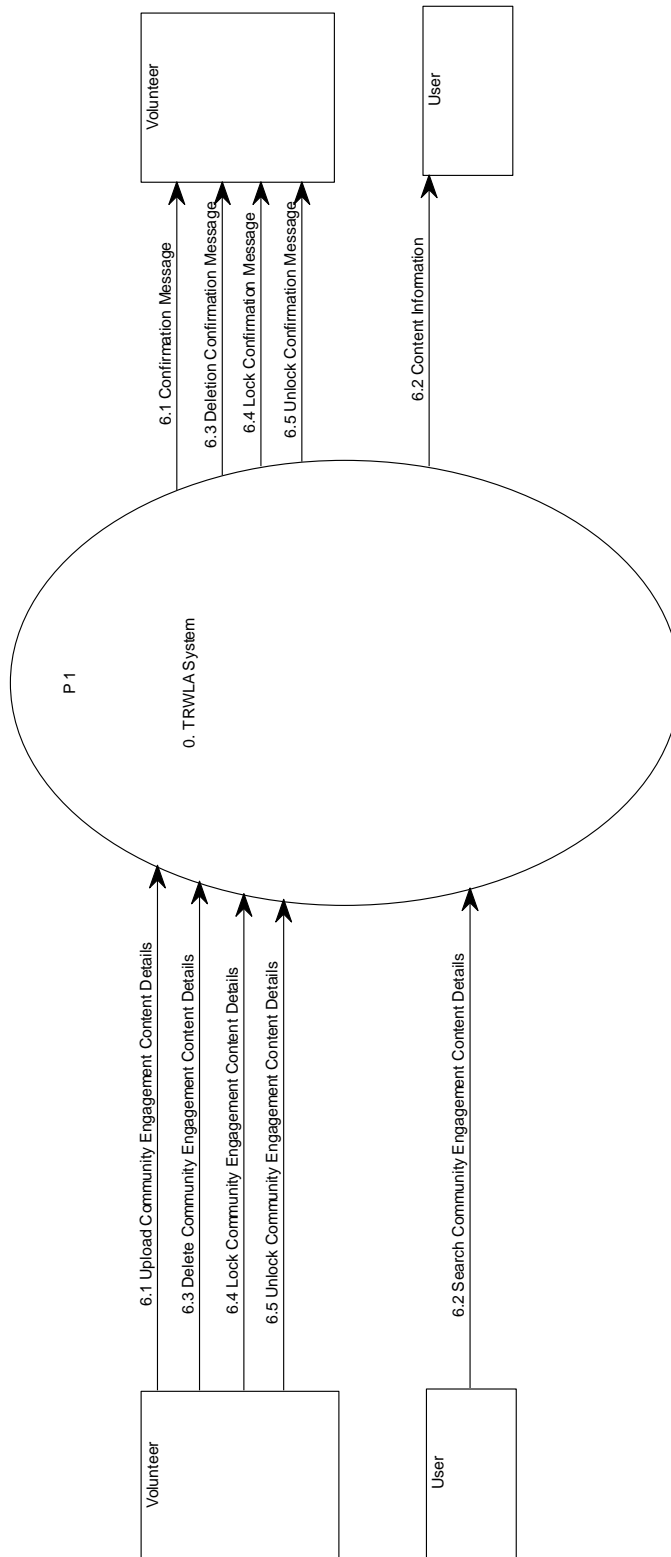 Volunteer
User
6.1 Confirmation Message
6.3 Deletion Confirmation Message
6.4 Lock Confirmation Message
6.5 Unlock Confirmation Message
6.2 Content Information
P1
0. TRWLA System
6.1 Upload Community Engagement Content Details
6.3 Delete Community Engagement Content Details
6.4 Lock Community Engagement Content Details
6.5 Unlock Community Engagement Content Details
6.2 Search Community Engagement Content Details
Volunteer
User